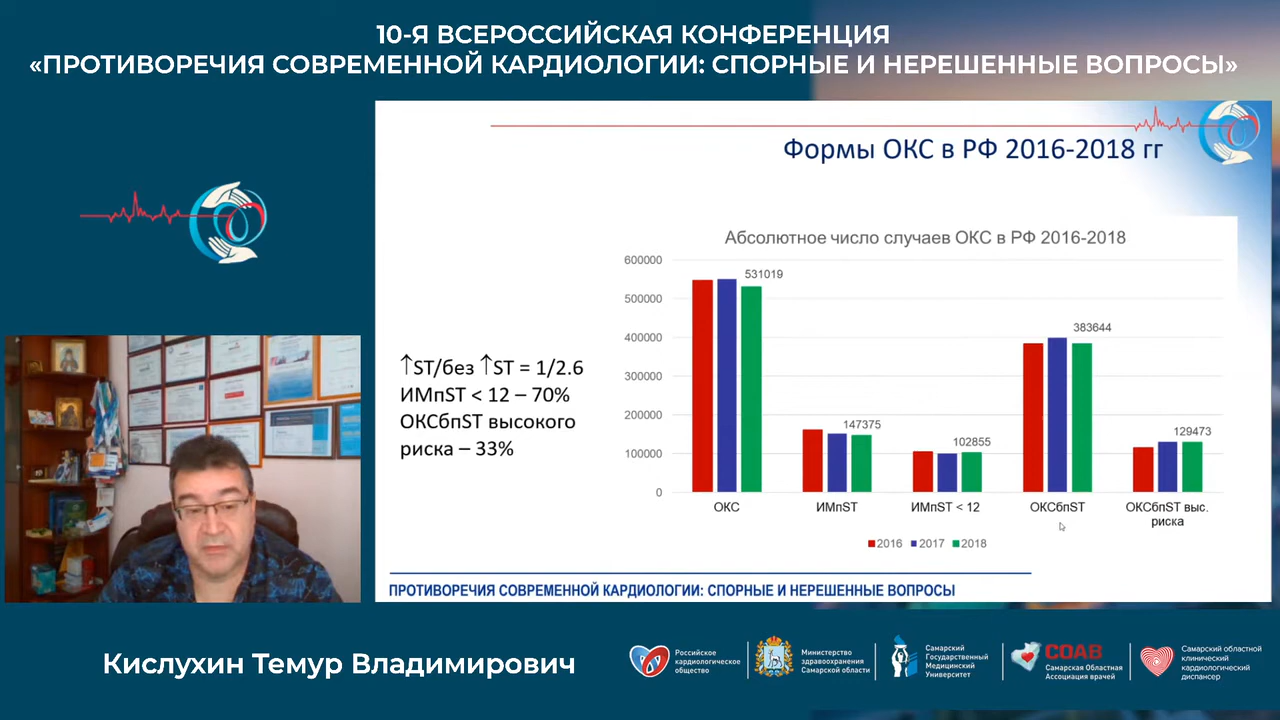 10-Я ВСЕРОССИЙСКАЯ КОНФЕРЕНЦИЯ
«ПРОТИВОРЕЧИЯ СОВРЕМЕННОЙ КАРДИОЛОГИИ: СПОРНЫЕ И НЕРЕШЕННЫЕ ВОПРОСЫ»
Формы ОКС в РФ 2016-2018 гг
↑ST/без ↑ST = 1/2.6
ИМпST < 12 – 70%
ОКСбпST высокого
риска – 33%
Абсолютное число случаев ОКС в РФ 2016-2018
600000
500000
400000
300000
200000
100000
0
531019
147375
102855
383644
129473
ОКС
ИМпST
ИМпST < 12
ОКСбпST
ОКСбпST выс.
риска
2016
2017
2018
ПРОТИВОРЕЧИЯ СОВРЕМЕННОЙ КАРДИОЛОГИИ: СПОРНЫЕ И НЕРЕШЕННЫЕ ВОПРОСЫ
Кислухин Темур Владимирович
Российское
кардиологическое
общество
Министерство
здравоохранения
Самарской области
Самарский
Государственный
Медицинский
Университет
СОАВ
Самарская Областная
Ассоциация врачей
Самарский областной
клинический
кардиологический
диспансер